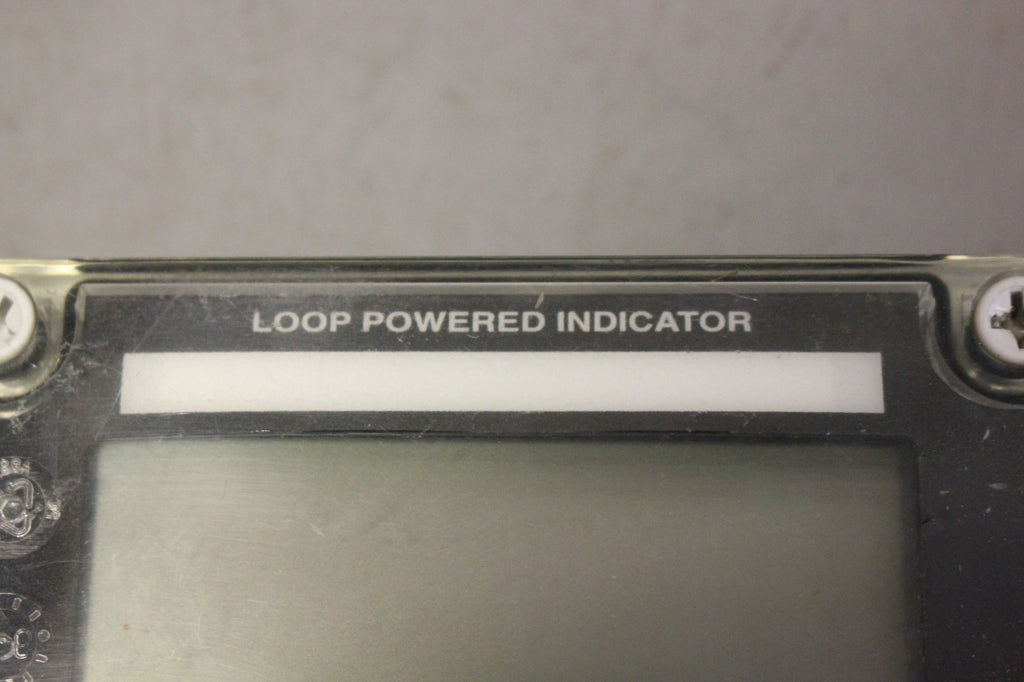 LOOP POWERED INDICATOR